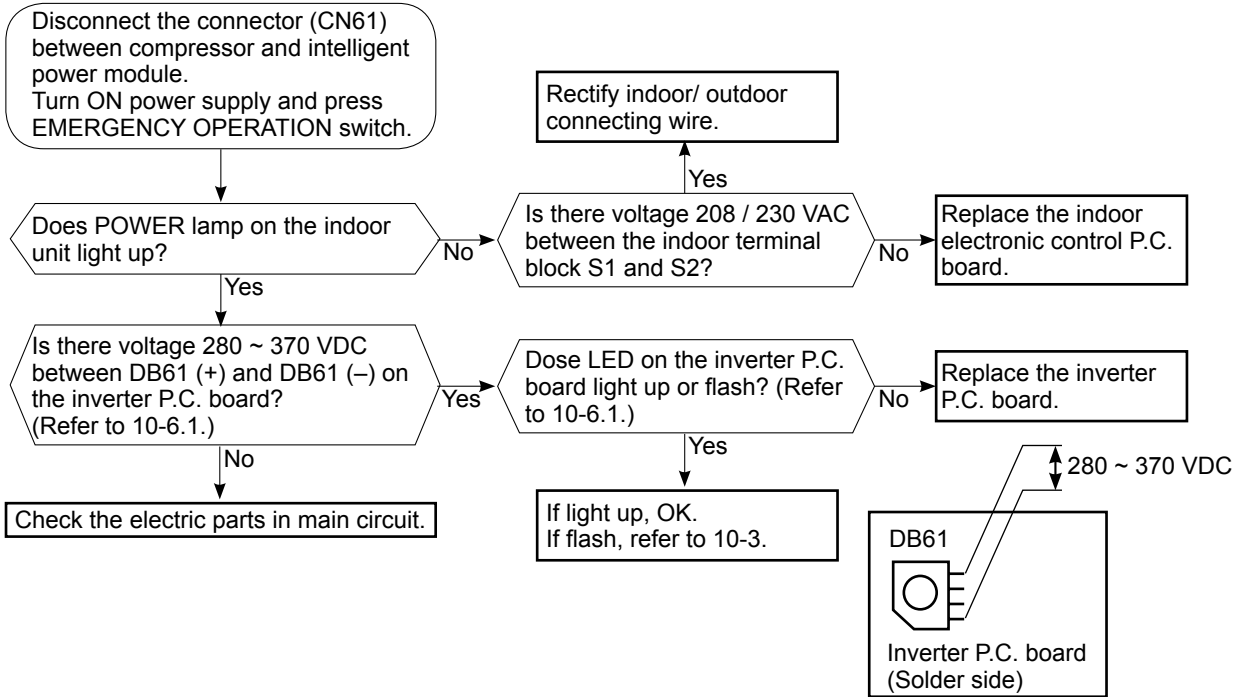 Disconnect the connector (CN61)
between compressor and intelligent
power module.
Turn ON power supply and press
EMERGENCY OPERATION switch.
Rectify indoor/ outdoor
connecting wire.
Yes
Does POWER lamp on the indoor
unit light up?
No
Is there voltage 208 / 230 VAC
between the indoor terminal
block S1 and S2?
No
Replace the indoor
electronic control P.C.
board.
Yes
Is there voltage 280 ~ 370 VDC
between DB61 (+) and DB61 (–) on
the inverter P.C. board?
(Refer to 10-6.1.)
Yes
Dose LED on the inverter P.C.
board light up or flash? (Refer
to 10-6.1.)
No
Replace the inverter
P.C. board.
No
Check the electric parts in main circuit.
Yes
If light up, OK.
If flash, refer to 10-3.
280 ~ 370 VDC
DB61
Inverter P.C. board
(Solder side)